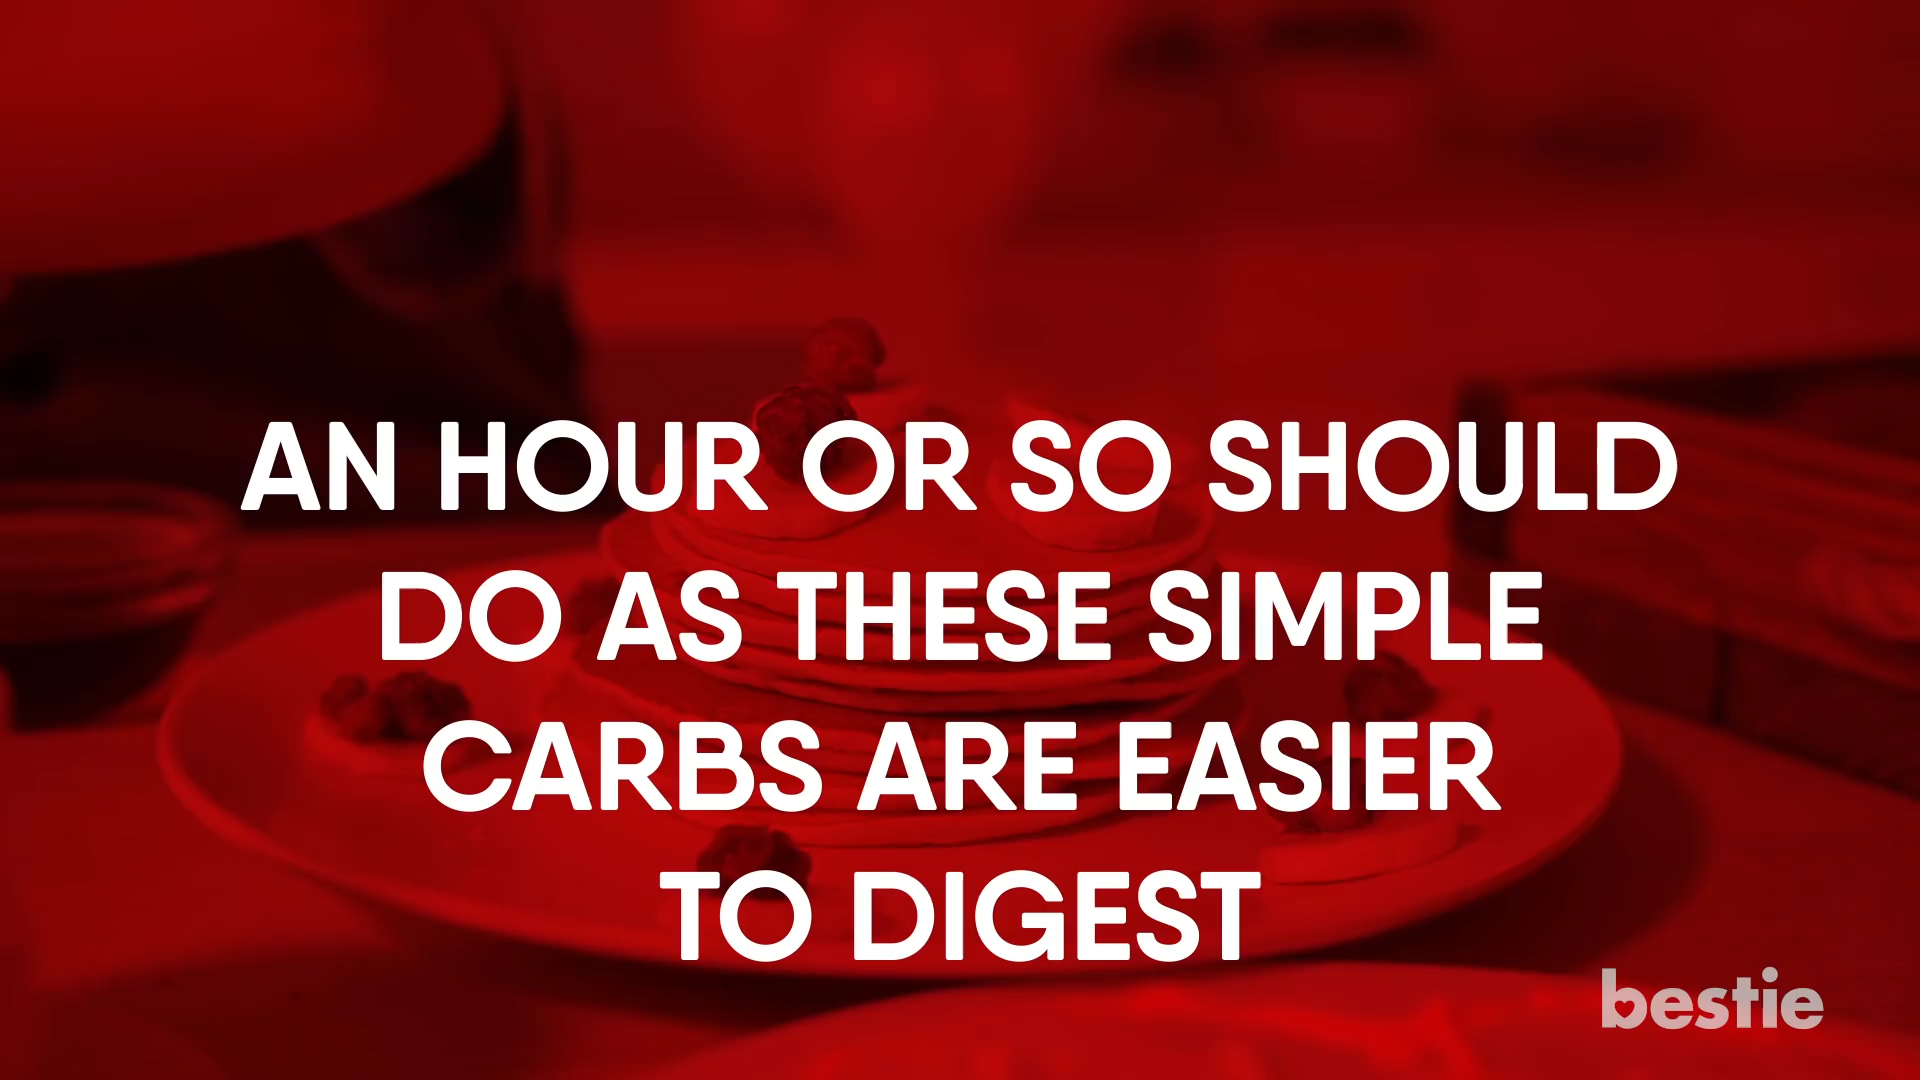 AN HOUR OR SO SHOULD
DO AS THESE SIMPLE
CARBS ARE EASIER
TO DIGEST
bestie